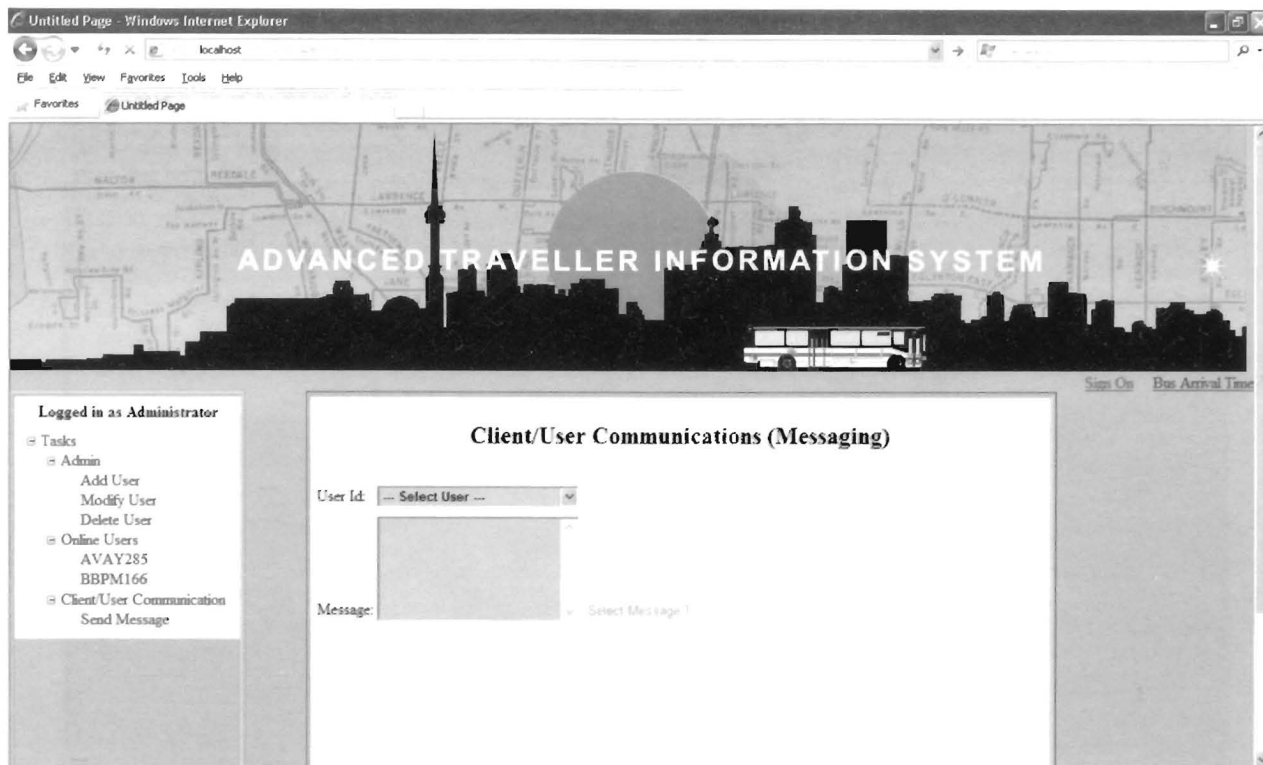 Untitled Page - Windows Internet Explorer
localhost
File Edit View Favorites Tools Help
Favorites Untitled Page
ADVANCED TRAVELLER INFORMATION SYSTEM
Sign On Bus Arrival Time
Logged in as Administrator
Tasks
Admin
Add User
Modify User
Delete User
Online Users
AVAY285
BBPM166
Client/User Communication
Send Message
Client/User Communications (Messaging)
User Id: --- Select User ---
Message: Select Message !